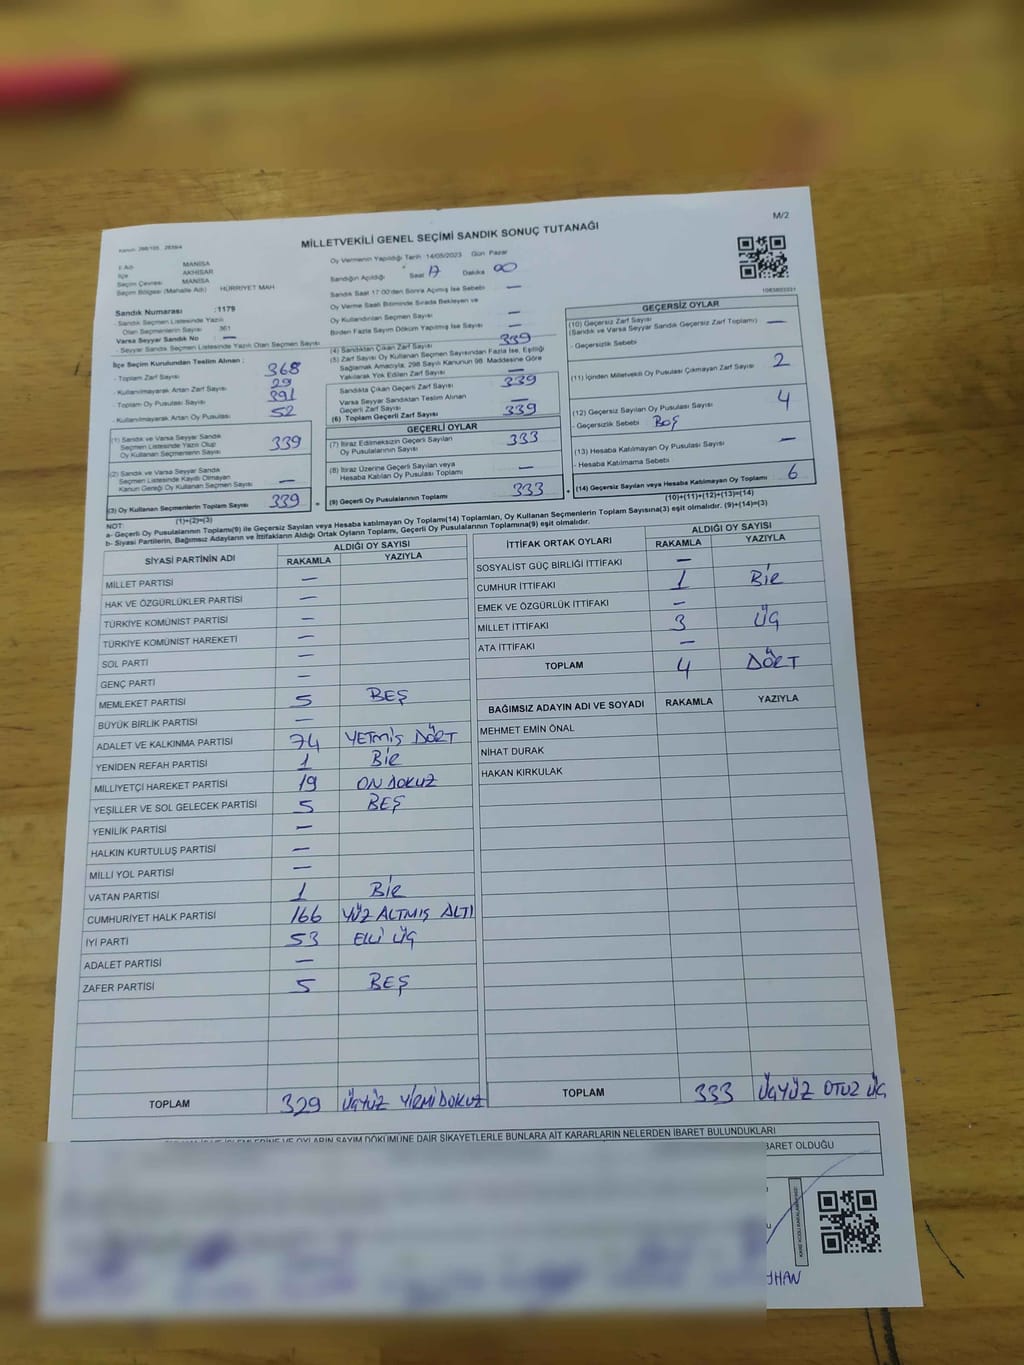 M/2
MİLLETVEKİLİ GENEL SEÇİMİ SANDIK SONUÇ TUTANAĞI
Kanun: 298/105 2839/4
İl Adı MANİSA
İlçe AKHİSAR
Seçim Çevresi MANİSA
Seçim Bölgesi (Mahalle Adı) HÜRRİYET MAH
Sandık Numarası :1179
- Sandık Seçmen Listesinde Yazılı
Olan Seçmenlerin Sayısı 361
Varsa Seyyar Sandık No —
- Seyyar Sandık Seçmen Listesinde Yazılı Olan Seçmen Sayısı
İlçe Seçim Kurulundan Teslim Alınan :
- Toplam Zarf Sayısı 368
- Kullanılmayarak Artan Zarf Sayısı 29
Toplam Oy Pusulası Sayısı 391
- Kullanılmayarak Artan Oy Pusulası 52
(1) Sandık ve Varsa Seyyar Sandık
Seçmen Listesinde Yazılı Olup
Oy Kullanan Seçmenlerin Sayısı 339
(2) Sandık ve Varsa Seyyar Sandık
Seçmen Listesinde Kayıtlı Olmayan
Kanun Gereği Oy Kullanan Seçmen Sayısı —
(3) Oy Kullanan Seçmenlerin Toplam Sayısı 339
(1)+(2)=(3)
Oy Vermenin Yapıldığı Tarih :14/05/2023 Gün Pazar
Sandığın Açıldığı Saat 17 Dakika 00
Sandık Saat 17:00'den Sonra Açılmış İse Sebebi —
Oy Verme Saati Bitiminde Sırada Bekleyen ve
Oy Kullandırılan Seçmen Sayısı —
Birden Fazla Sayım Döküm Yapılmış İse Sayısı —
(4) Sandıktan Çıkan Zarf Sayısı 339
(5) Zarf Sayısı Oy Kullanan Seçmen Sayısından Fazla İse, Eşitliği
Sağlamak Amacıyla, 298 Sayılı Kanunun 98. Maddesine Göre
Yakılarak Yok Edilen Zarf Sayısı —
Sandıkta Çıkan Geçerli Zarf Sayısı 339
Varsa Seyyar Sandıktan Teslim Alınan
Geçerli Zarf Sayısı —
(6) Toplam Geçerli Zarf Sayısı 339
GEÇERLİ OYLAR
(7) İtiraz Edilmeksizin Geçerli Sayılan
Oy Pusulalarının Sayısı 333
(8) İtiraz Üzerine Geçerli Sayılan veya
Hesaba Katılan Oy Pusulası Toplamı —
= (9) Geçerli Oy Pusulalarının Toplamı 333
1083803331
GEÇERSİZ OYLAR
(10) Geçersiz Zarf Sayısı
(Sandık ve Varsa Seyyar Sandık Geçersiz Zarf Toplamı) —
- Geçersizlik Sebebi
(11) İçinden Milletvekili Oy Pusulası Çıkmayan Zarf Sayısı 2
(12) Geçersiz Sayılan Oy Pusulası Sayısı 4
- Geçersizlik Sebebi BOŞ
(13) Hesaba Katılmayan Oy Pusulası Sayısı —
- Hesaba Katılmama Sebebi
+ (14) Geçersiz Sayılan veya Hesaba Katılmayan Oy Toplamı 6
(10)+(11)+(12)+(13)=(14)
NOT:
a- Geçerli Oy Pusulalarının Toplamı(9) ile Geçersiz Sayılan veya Hesaba katılmayan Oy Toplamı(14) Toplamları, Oy Kullanan Seçmenlerin Toplam Sayısına(3) eşit olmalıdır. (9)+(14)=(3)
b- Siyasi Partilerin, Bağımsız Adayların ve İttifakların Aldığı Ortak Oyların Toplamı, Geçerli Oy Pusulalarının Toplamına(9) eşit olmalıdır.
SİYASİ PARTİNİN ADI ALDIĞI OY SAYISI
RAKAMLA YAZIYLA
MİLLET PARTİSİ —
HAK VE ÖZGÜRLÜKLER PARTİSİ —
TÜRKİYE KOMÜNİST PARTİSİ —
TÜRKİYE KOMÜNİST HAREKETİ —
SOL PARTİ —
GENÇ PARTİ —
MEMLEKET PARTİSİ 5 BEŞ
BÜYÜK BİRLİK PARTİSİ —
ADALET VE KALKINMA PARTİSİ 74 YETMİŞ DÖRT
YENİDEN REFAH PARTİSİ 1 BİR
MİLLİYETÇİ HAREKET PARTİSİ 19 ON DOKUZ
YEŞİLLER VE SOL GELECEK PARTİSİ 5 BEŞ
YENİLİK PARTİSİ —
HALKIN KURTULUŞ PARTİSİ —
MİLLİ YOL PARTİSİ —
VATAN PARTİSİ 1 BİR
CUMHURİYET HALK PARTİSİ 166 YÜZ ALTMIŞ ALTI
İYİ PARTİ 53 ELLİ ÜÇ
ADALET PARTİSİ —
ZAFER PARTİSİ 5 BEŞ
TOPLAM 329 ÜÇYÜZ YİRMİDOKUZ
İTTİFAK ORTAK OYLARI ALDIĞI OY SAYISI
RAKAMLA YAZIYLA
SOSYALİST GÜÇ BİRLİĞİ İTTİFAKI —
CUMHUR İTTİFAKI 1 BİR
EMEK VE ÖZGÜRLÜK İTTİFAKI —
MİLLET İTTİFAKI 3 ÜÇ
ATA İTTİFAKI —
TOPLAM 4 DÖRT
BAĞIMSIZ ADAYIN ADI VE SOYADI RAKAMLA YAZIYLA
MEHMET EMİN ÖNAL
NİHAT DURAK
HAKAN KIRKULAK
TOPLAM 333 ÜÇYÜZ OTUZ ÜÇ
OYLARIN SAYIM DÖKÜMÜNE DAİR ŞİKAYETLERLE BUNLARA AİT KARARLARIN NELERDEN İBARET BULUNDUKLARI
BARET OLDUĞU